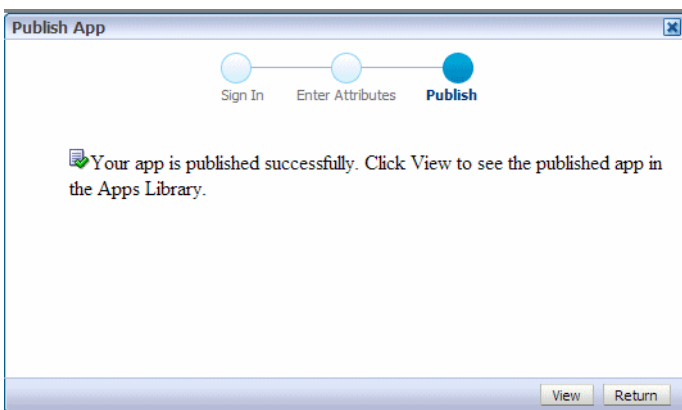 Publish App
Sign In
Enter Attributes
Publish
Your app is published successfully. Click View to see the published app in
the Apps Library.
View
Return